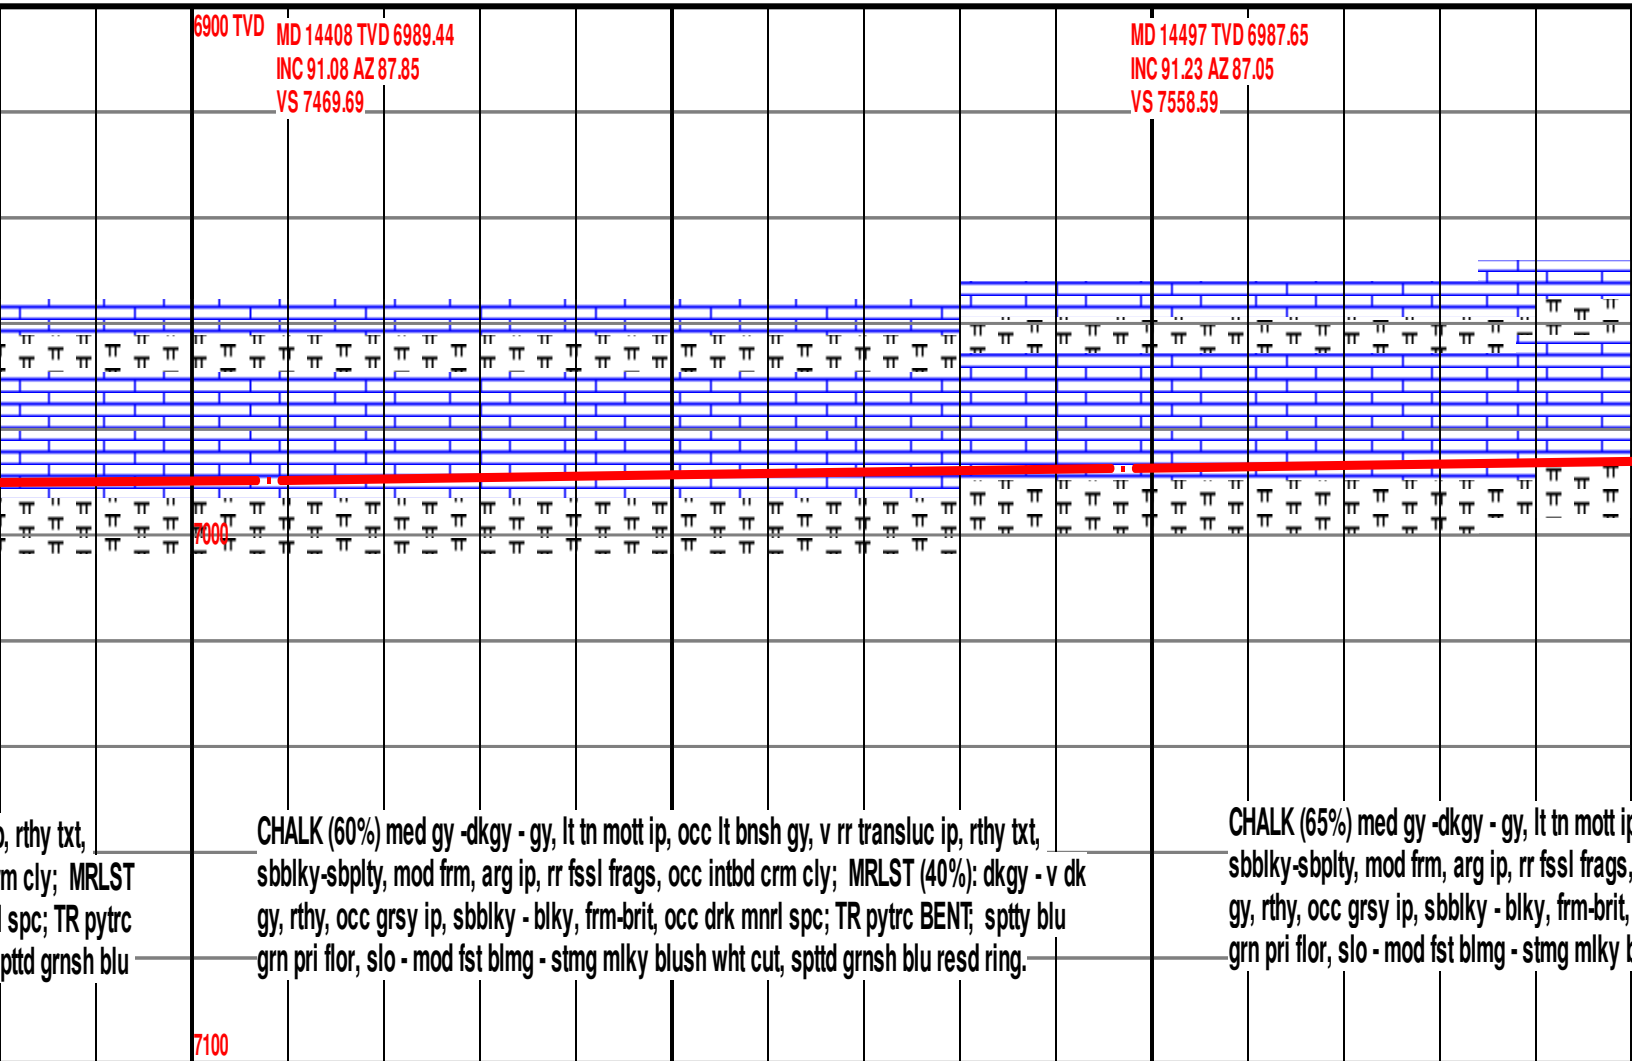 6900 TVD
MD 14408 TVD 6989.44
INC 91.08 AZ 87.85
VS 7469.69
MD 14497 TVD 6987.65
INC 91.23 AZ 87.05
VS 7558.59
7000
, rthy txt,
cly; MRLST
spc; TR pytrc
grnsh blu
CHALK (60%) med gy -dkgy - gy, lt tn mott ip, occ lt bnsh gy, v rr transluc ip, rthy txt,
sbblky-sbplty, mod frm, arg ip, rr fssl frags, occ intbd crm cly; MRLST (40%): dkgy - v dk
gy, rthy, occ grsy ip, sbblky - blky, frm-brit, occ drk mnrl spc; TR pytrc BENT; sptty blu
grn pri flor, slo - mod fst blmg - stmg mlky blush wht cut, spttd grnsh blu resd ring.
CHALK (65%) med gy -dkgy - gy, lt tn mott ip
sbblky-sbplty, mod frm, arg ip, rr fssl frags,
gy, rthy, occ grsy ip, sbblky - blky, frm-brit,
grn pri flor, slo - mod fst blmg - stmg mlky
7100